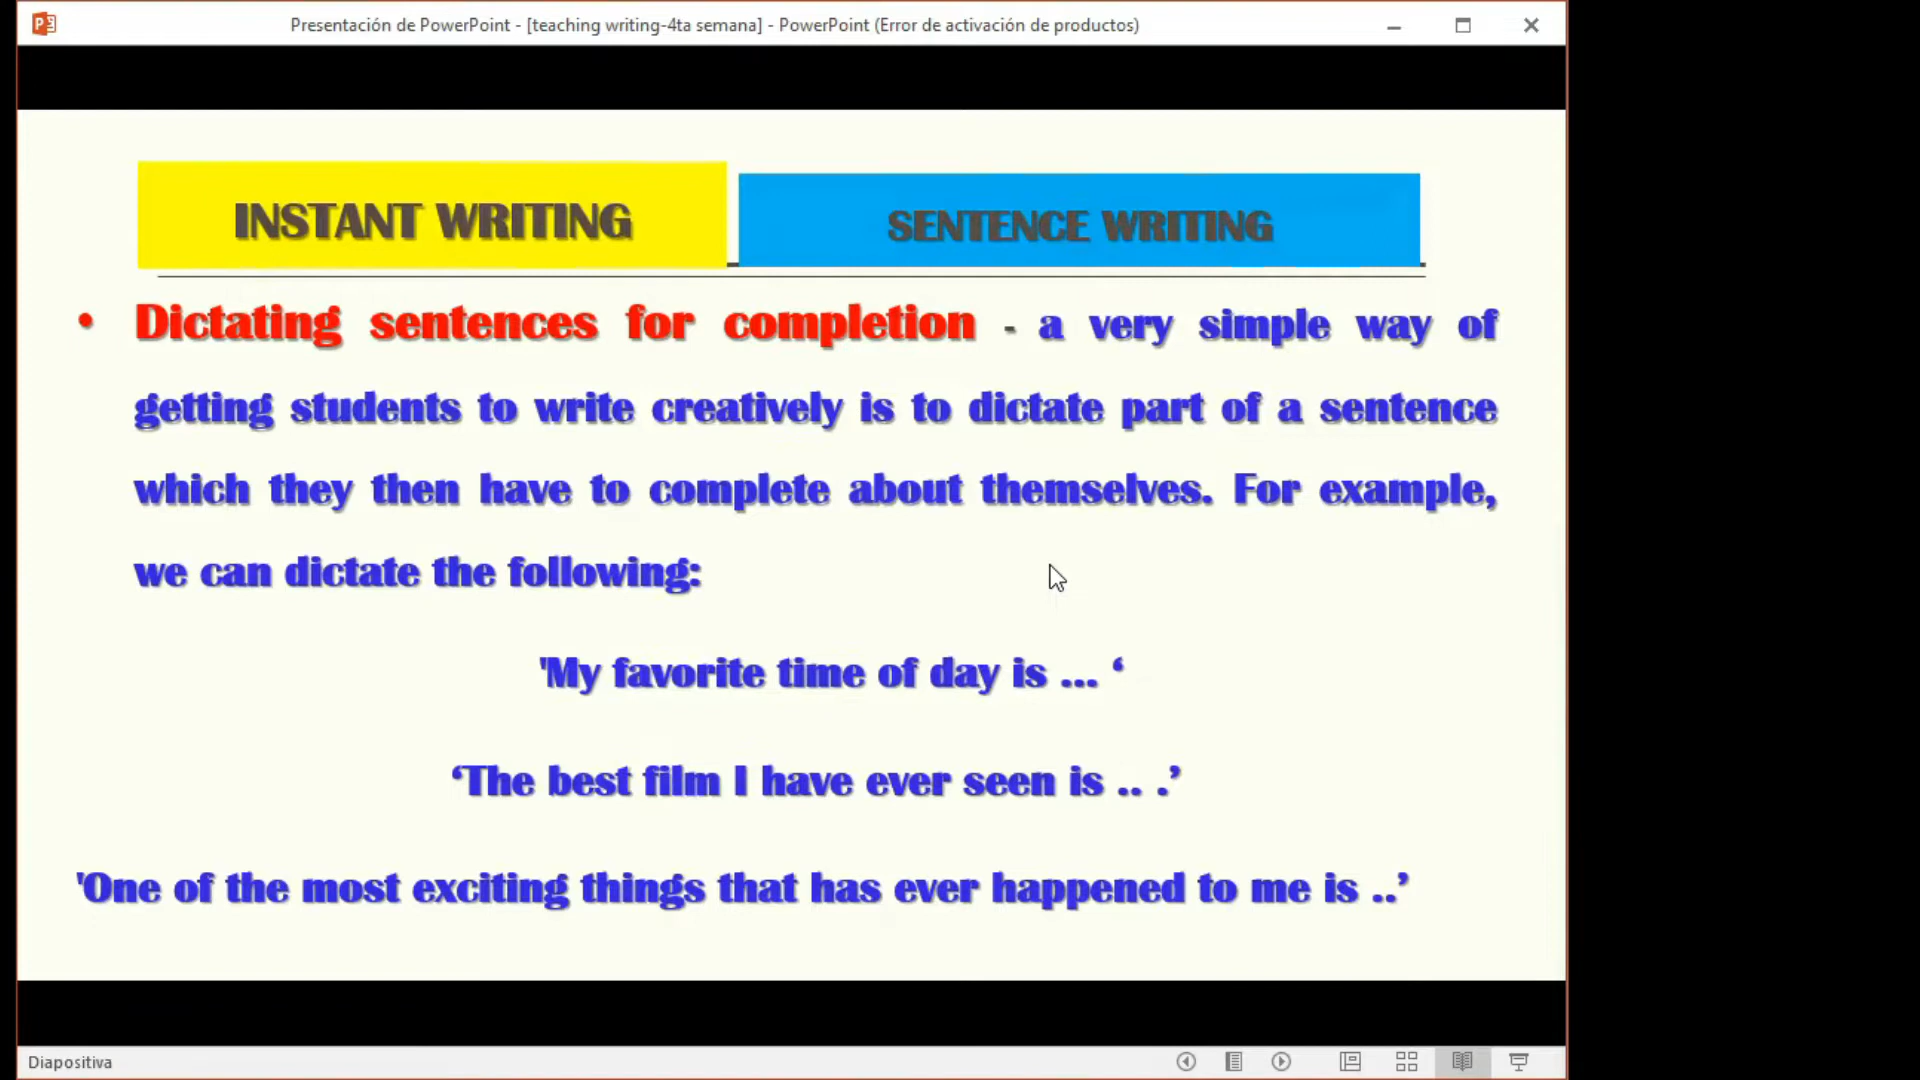 Presentación de PowerPoint - [teaching writing-4ta semana] - PowerPoint (Error de activación de productos)
INSTANT WRITING
SENTENCE WRITING
• Dictating sentences for completion - a very simple way of
getting students to write creatively is to dictate part of a sentence
which they then have to complete about themselves. For example,
we can dictate the following:
'My favorite time of day is ... ‘
‘The best film I have ever seen is .. .’
'One of the most exciting things that has ever happened to me is ..’
Diapositiva